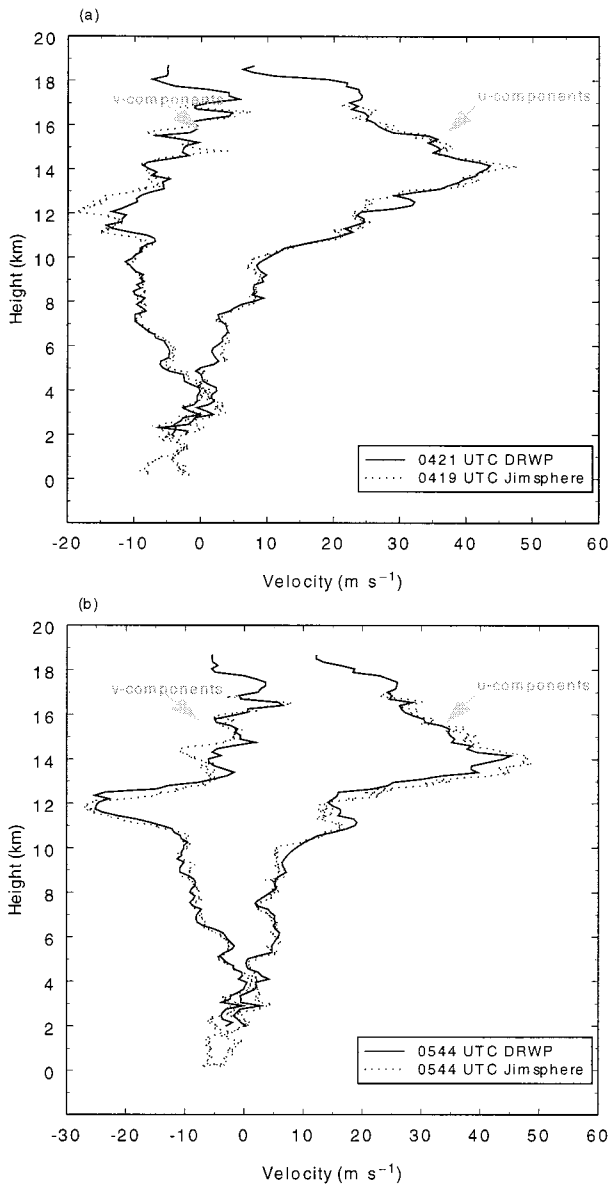 (a)
20
18
v-components
u-components
16
14
12
Height (km)
10
8
6
4
2
0421 UTC DRWP
0419 UTC Jimsphere
0
-20 -10 0 10 20 30 40 50 60
Velocity (m s⁻¹)
(b)
20
18
v-components
u-components
16
14
12
Height (km)
10
8
6
4
2
0544 UTC DRWP
0544 UTC Jimsphere
0
-30 -20 -10 0 10 20 30 40 50 60
Velocity (m s⁻¹)